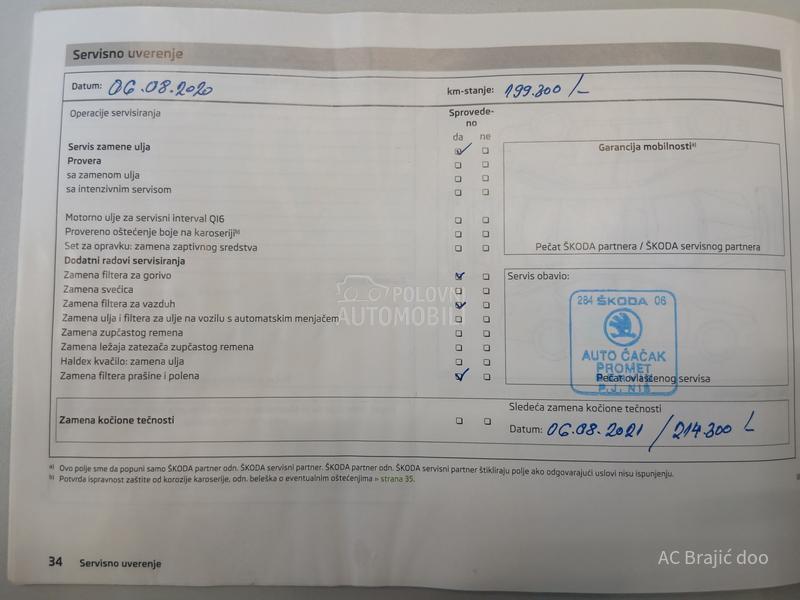 Servisno uverenje
Datum: 06.08.2020 km-stanje: 199.300/-
Operacije servisiranja Sprovede-
no
da ne
Servis zamene ulja
Garancija mobilnosti a)
Provera
sa zamenom ulja
sa intenzivnim servisom
Motorno ulje za servisni interval QI6
Provereno oštećenje boje na karoseriji b)
Set za opravku: zamena zaptivnog sredstva
Pečat ŠKODA partnera / ŠKODA servisnog partnera
Dodatni radovi servisiranja
Zamena filtera za gorivo
Servis obavio:
Zamena svećica
Zamena filtera za vazduh
Zamena ulja i filtera za ulje na vozilu s automatskim menjačem
Zamena zupčastog remena
Zamena ležaja zatezača zupčastog remena
Haldex kvačilo: zamena ulja
Zamena filtera prašine i polena
POLOVNI
AUTOMOBILI
284 ŠKODA 06
AUTO ČAČAK
PROMET
P.J. NIŠ
Pečat ovlašćenog servisa
Zamena kočione tečnosti
Sledeća zamena kočione tečnosti
Datum: 06.08.2021 / 214.300
a) Ovo polje sme da popuni samo ŠKODA partner odn. ŠKODA servisni partner. ŠKODA partner odn. ŠKODA servisni partner štikliraju polje ako odgovarajući uslovi nisu ispunjenju.
b) Potvrda ispravnost zaštite od korozije karoserije, odn. beleška o eventualnim oštećenjima » strana 35.
34 Servisno uverenje
AC Brajić doo